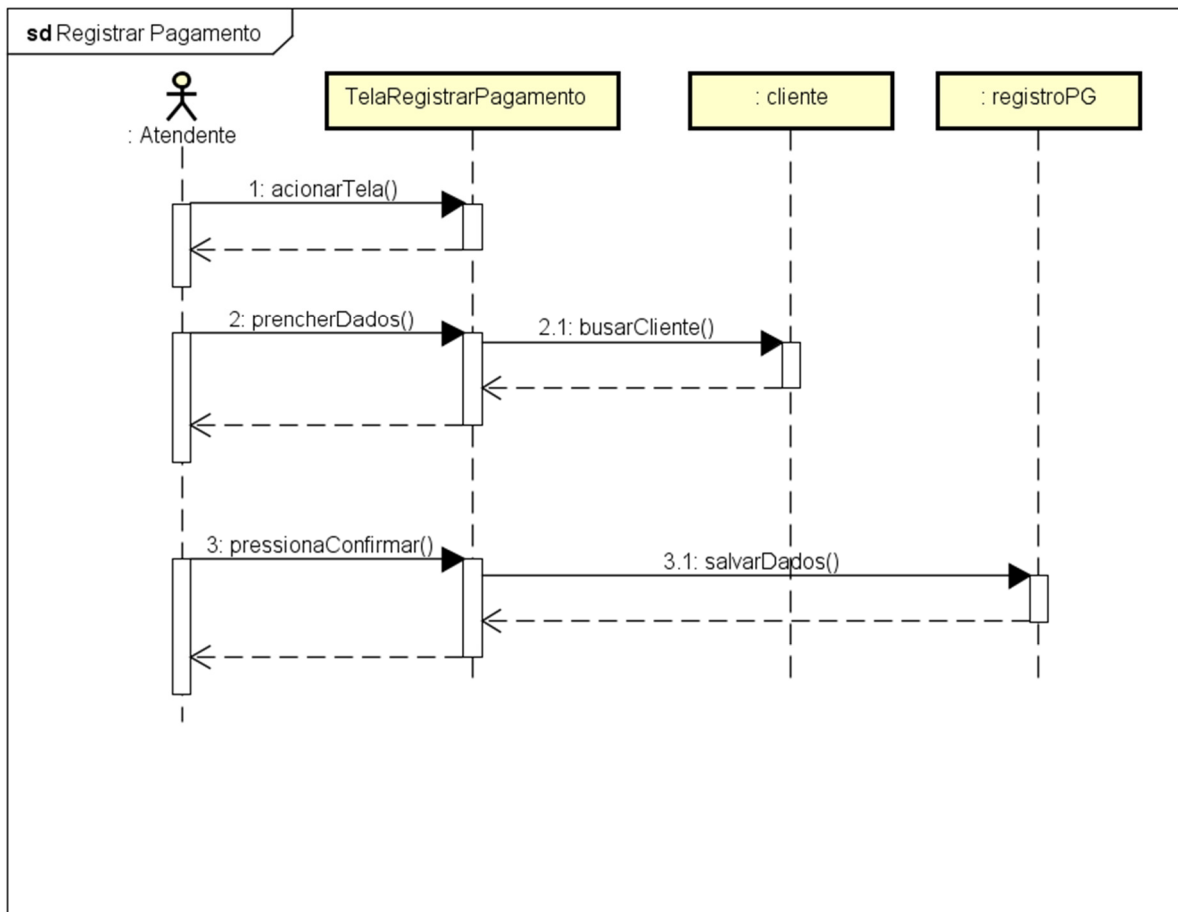 sd Registrar Pagamento
: Atendente
TelaRegistrarPagamento
: cliente
: registroPG
1: acionarTela()
2: prencherDados()
2.1: busarCliente()
3: pressionaConfirmar()
3.1: salvarDados()